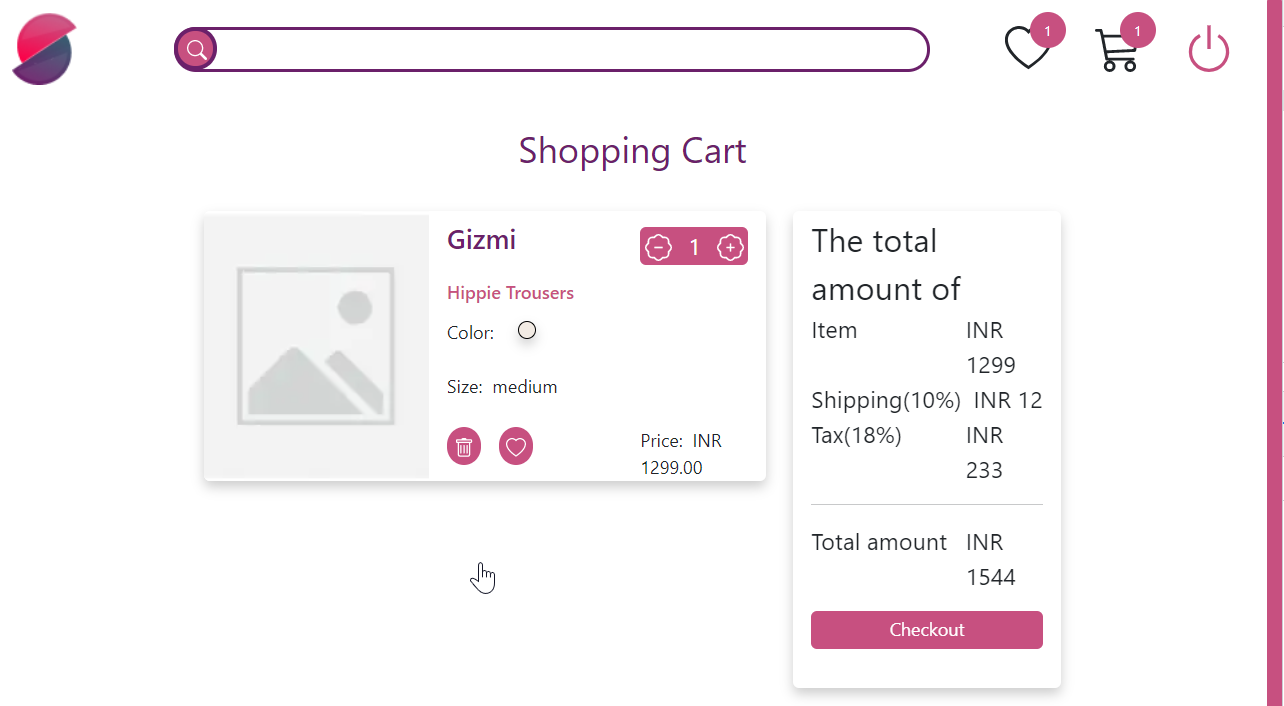 1
1
Shopping Cart
Gizmi
1
Hippie Trousers
Color:
Size: medium
Price: INR
1299.00
The total
amount of
Item INR
1299
Shipping(10%) INR 12
Tax(18%) INR
233
Total amount INR
1544
Checkout